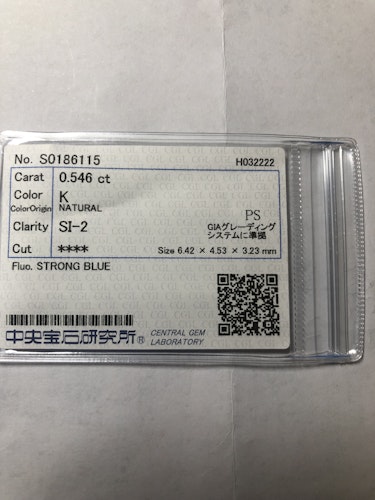 No. S0186115 H032222
Carat 0.546 ct
Color K
ColorOrigin NATURAL
PS
Clarity SI-2 GIAグレーディング
システムに準拠
Cut **** Size 6.42 × 4.53 × 3.23 mm
Fluo. STRONG BLUE
中央宝石研究所® CENTRAL GEM
LABORATORY